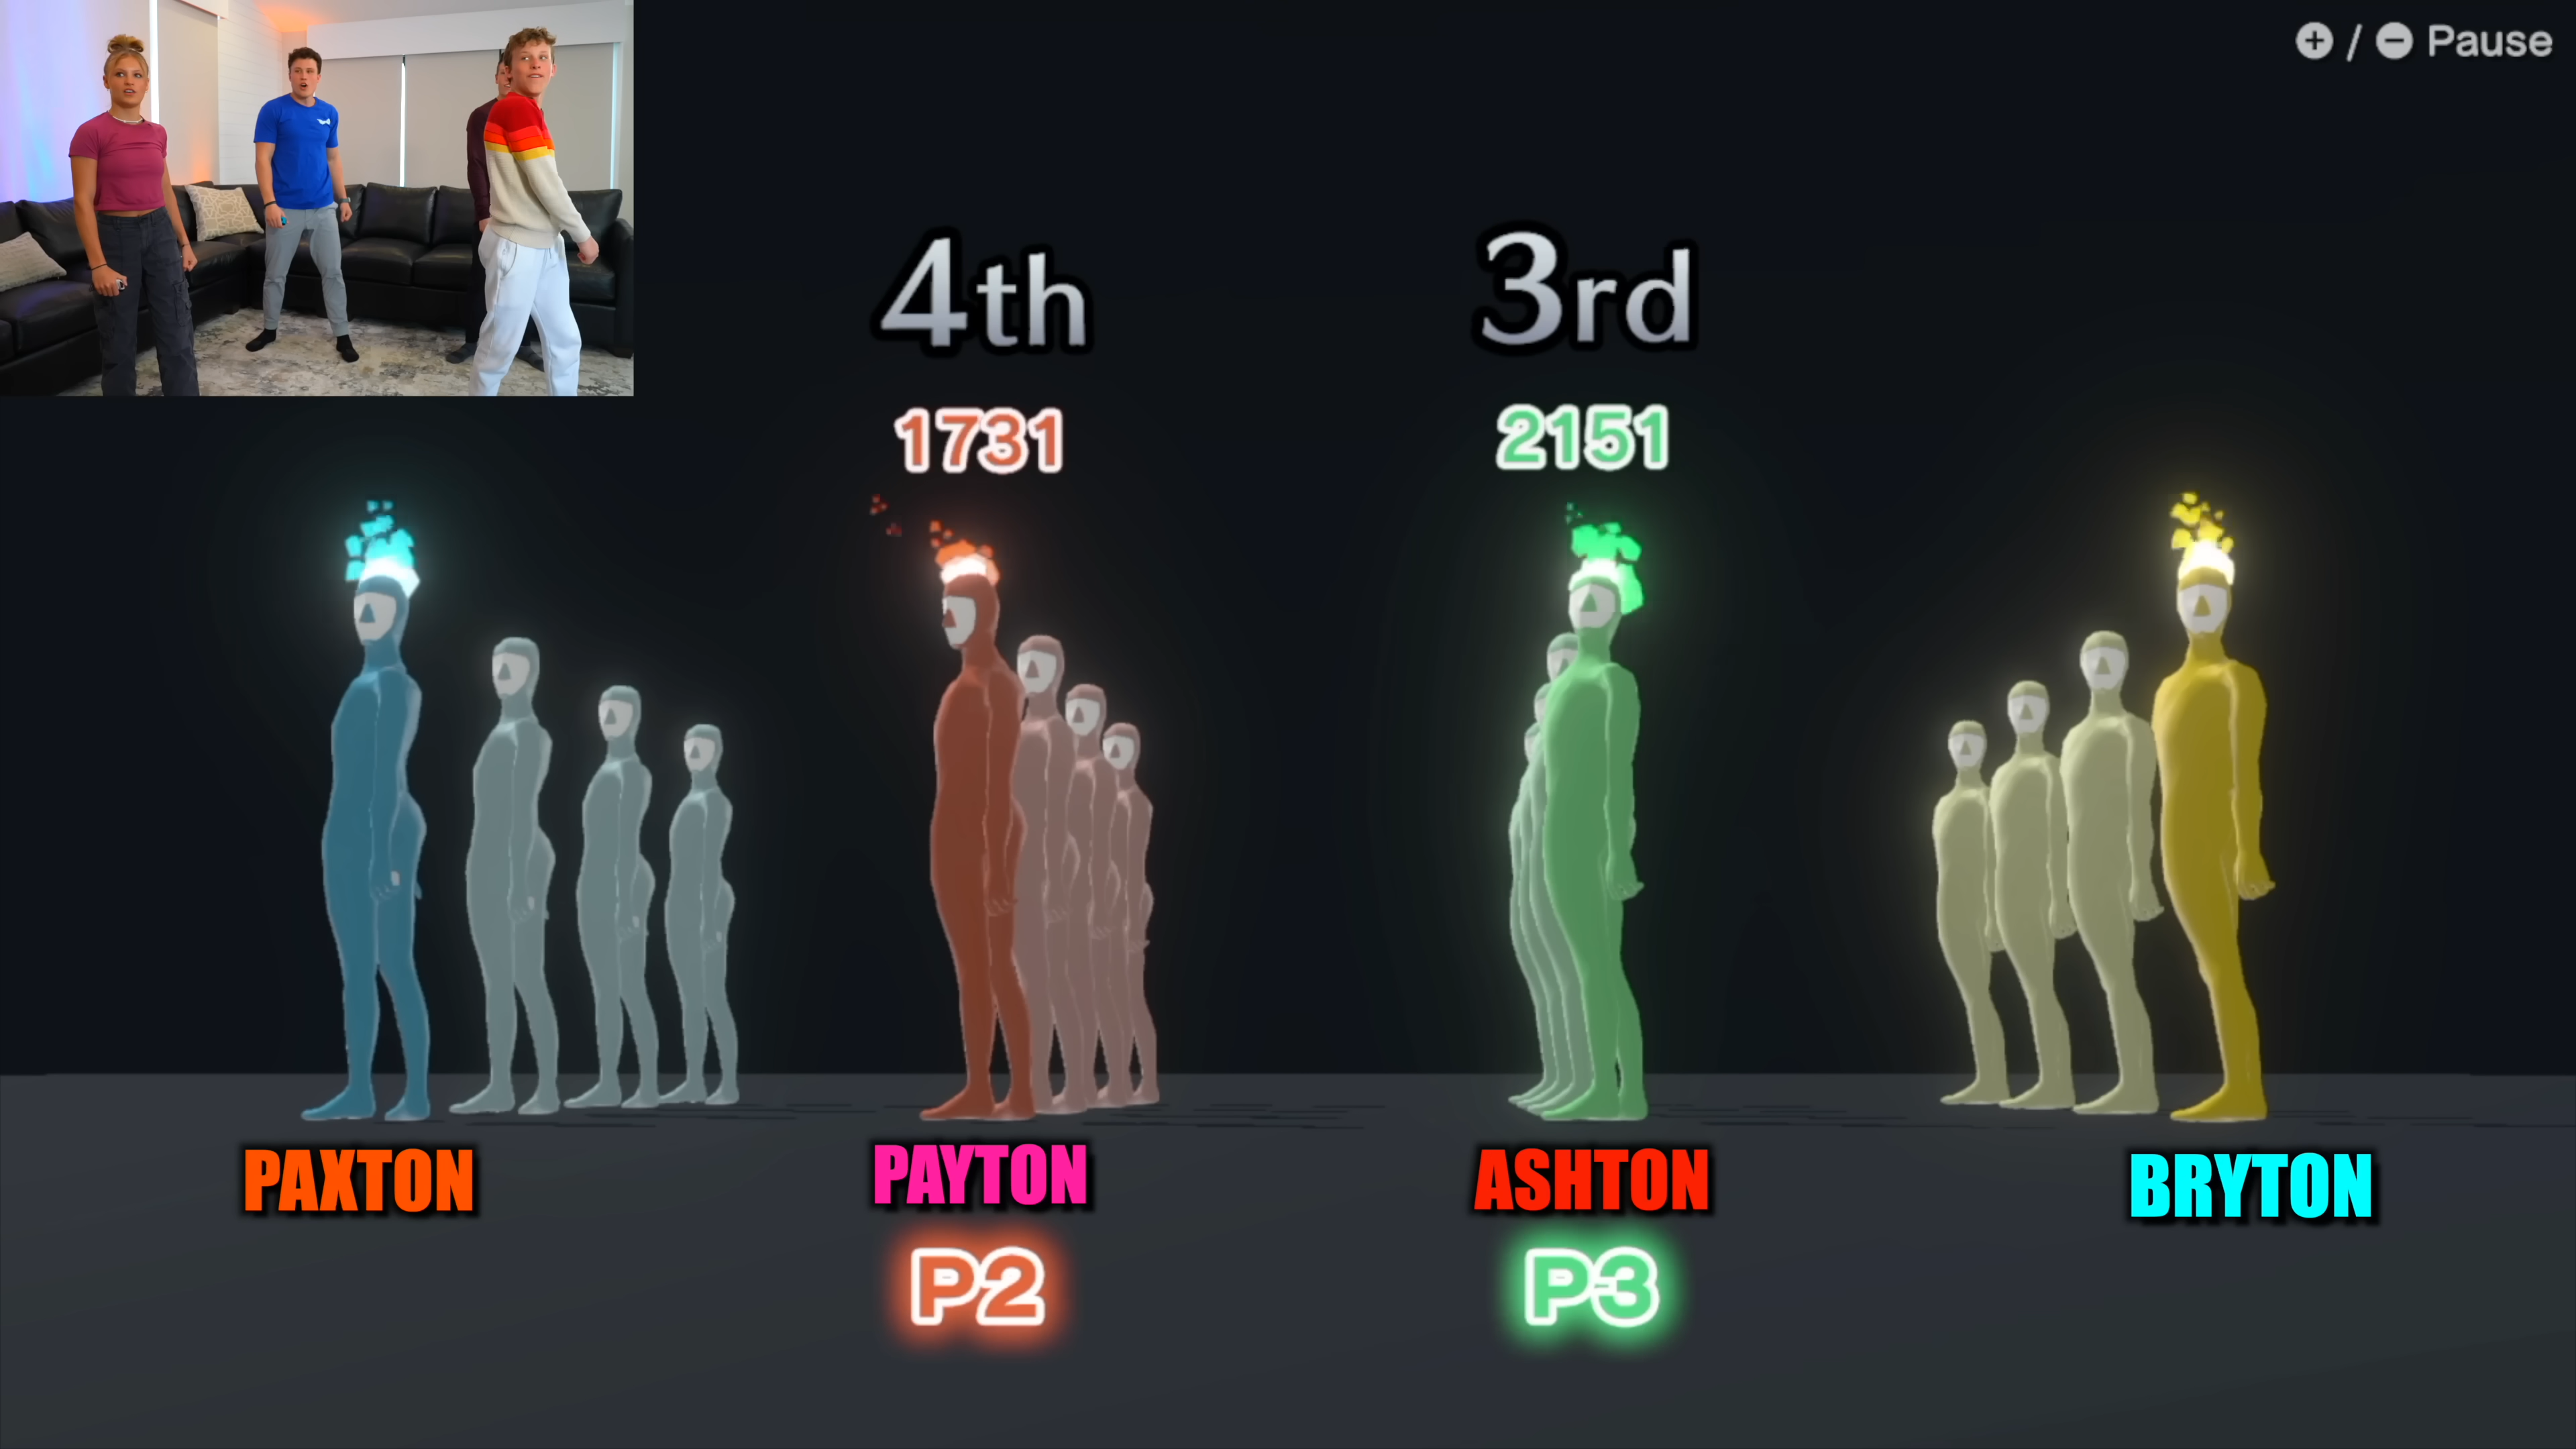 + / − Pause
4th
3rd
1731
2151
PAXTON
PAYTON
ASHTON
BRYTON
P2
P3